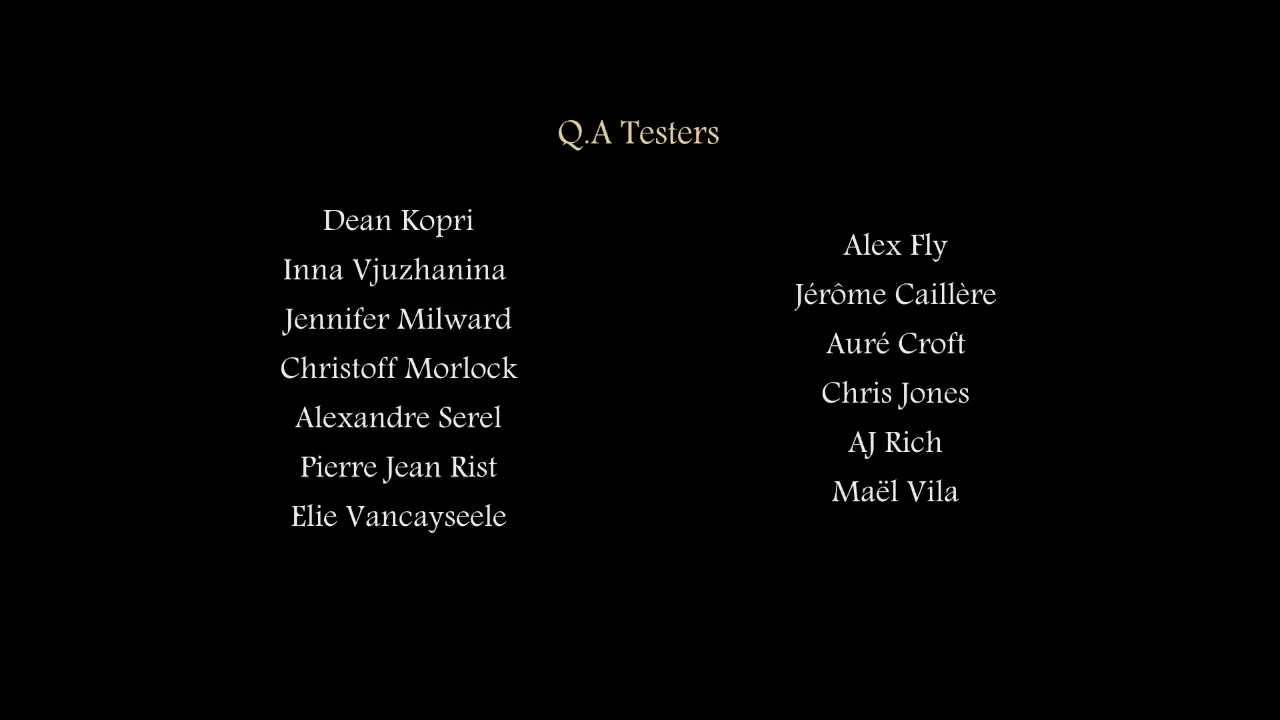 Q.A Testers
Dean Kopri
Inna Vjuzhanina
Jennifer Milward
Christoff Morlock
Alexandre Serel
Pierre Jean Rist
Elie Vancayseele
Alex Fly
Jérôme Caillère
Auré Croft
Chris Jones
AJ Rich
Maël Vila